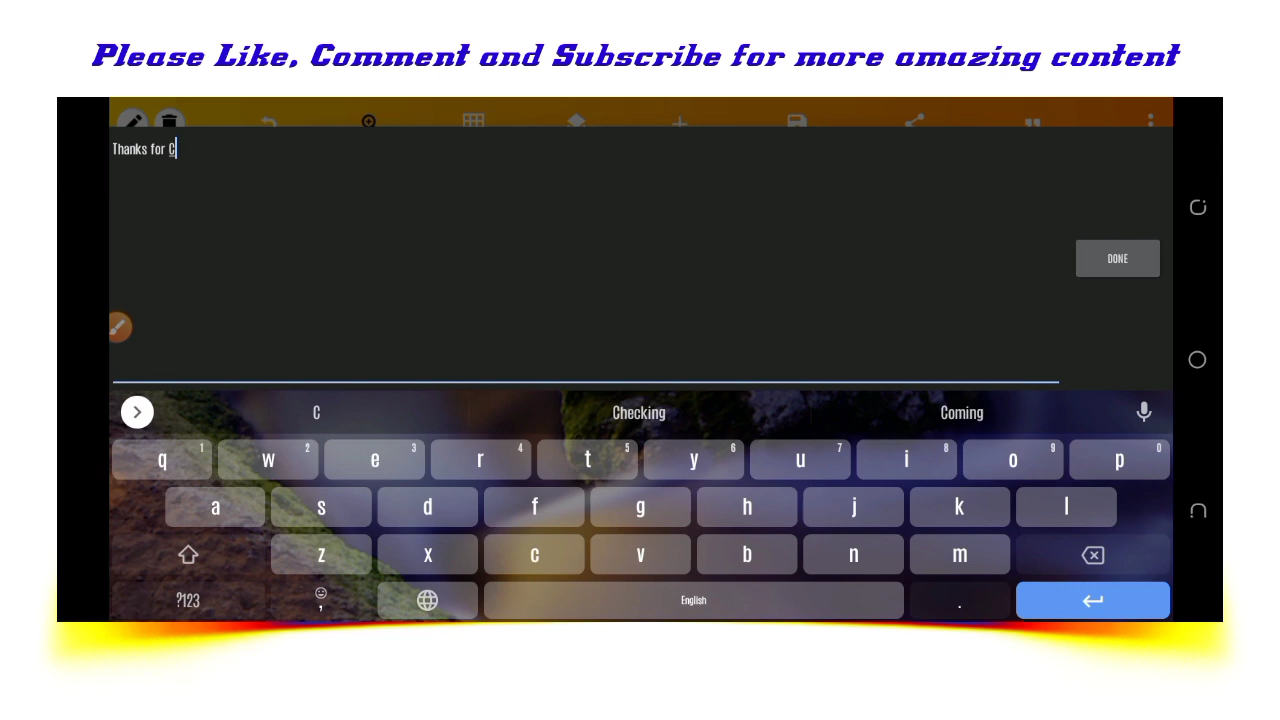 Please Like, Comment and Subscribe for more amazing content
Thanks for C
DONE
C Checking Coming
q 1 w 2 e 3 r 4 t 5 y 6 u 7 i 8 o 9 p 0
a s d f g h j k l
z x c v b n m
?123 , English .